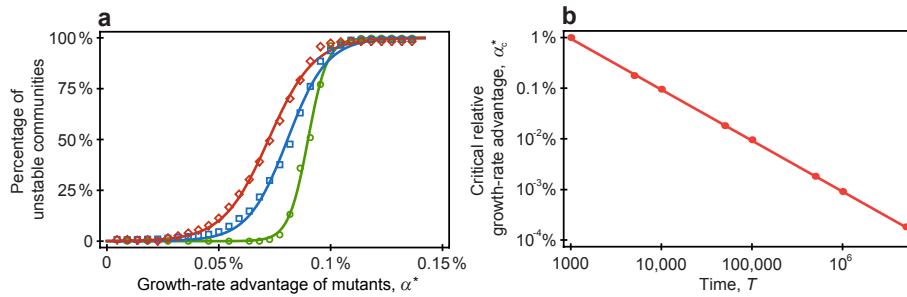 a
100 %
75 %
50 %
25 %
0
Percentage of
unstable communities
0
0.05 %
0.1 %
0.15 %
Growth-rate advantage of mutants, α*
b
1 %
0.1 %
10⁻² %
10⁻³ %
10⁻⁴ %
Critical relative
growth-rate advantage, α*c
1000
10,000
100,000
10⁶
Time, T